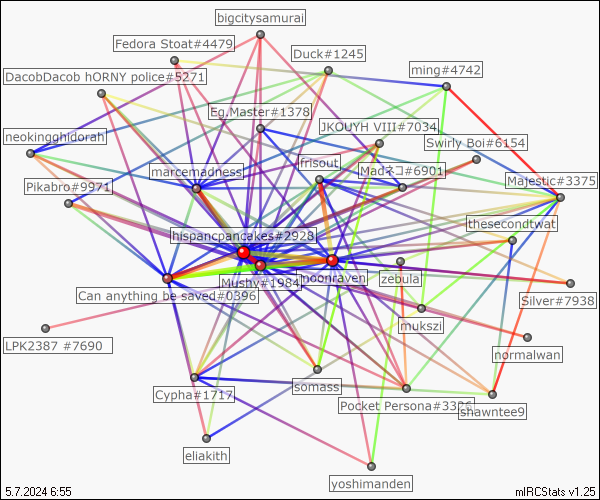 bigcitysamurai
Fedora Stoat#4479
Duck#1245
ming#4742
DacobDacob hORNY police#5271
Eg.Master#1378
JKOUYH VIII#7034
neokingghidorah
Swirly Boi#6154
marcemadness
frisout
Madネコ#6901
Majestic#3375
Pikabro#9971
thesecondtwat
hispancpancakes#2928
Mushy#1984
noonraven
zebula
Can anything be saved#0396
Silver#7938
mukszi
LPK2387 #7690
normalwan
Cypha#1717
somass
Pocket Persona#3326
shawntee9
eliakith
yoshimanden
5.7.2024 6:55
mIRCStats v1.25